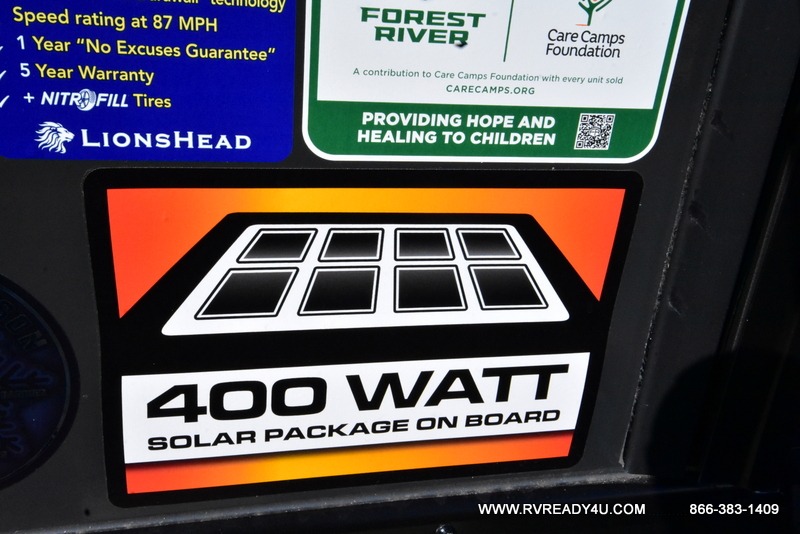 technology
Speed rating at 87 MPH
✓ 1 Year "No Excuses Guarantee"
✓ 5 Year Warranty
✓ + NITROFILL Tires
LIONSHEAD
FOREST
RIVER
Care Camps
Foundation
A contribution to Care Camps Foundation with every unit sold
CARECAMPS.ORG
PROVIDING HOPE AND
HEALING TO CHILDREN
400 WATT
SOLAR PACKAGE ON BOARD
WWW.RVREADY4U.COM 866-383-1409